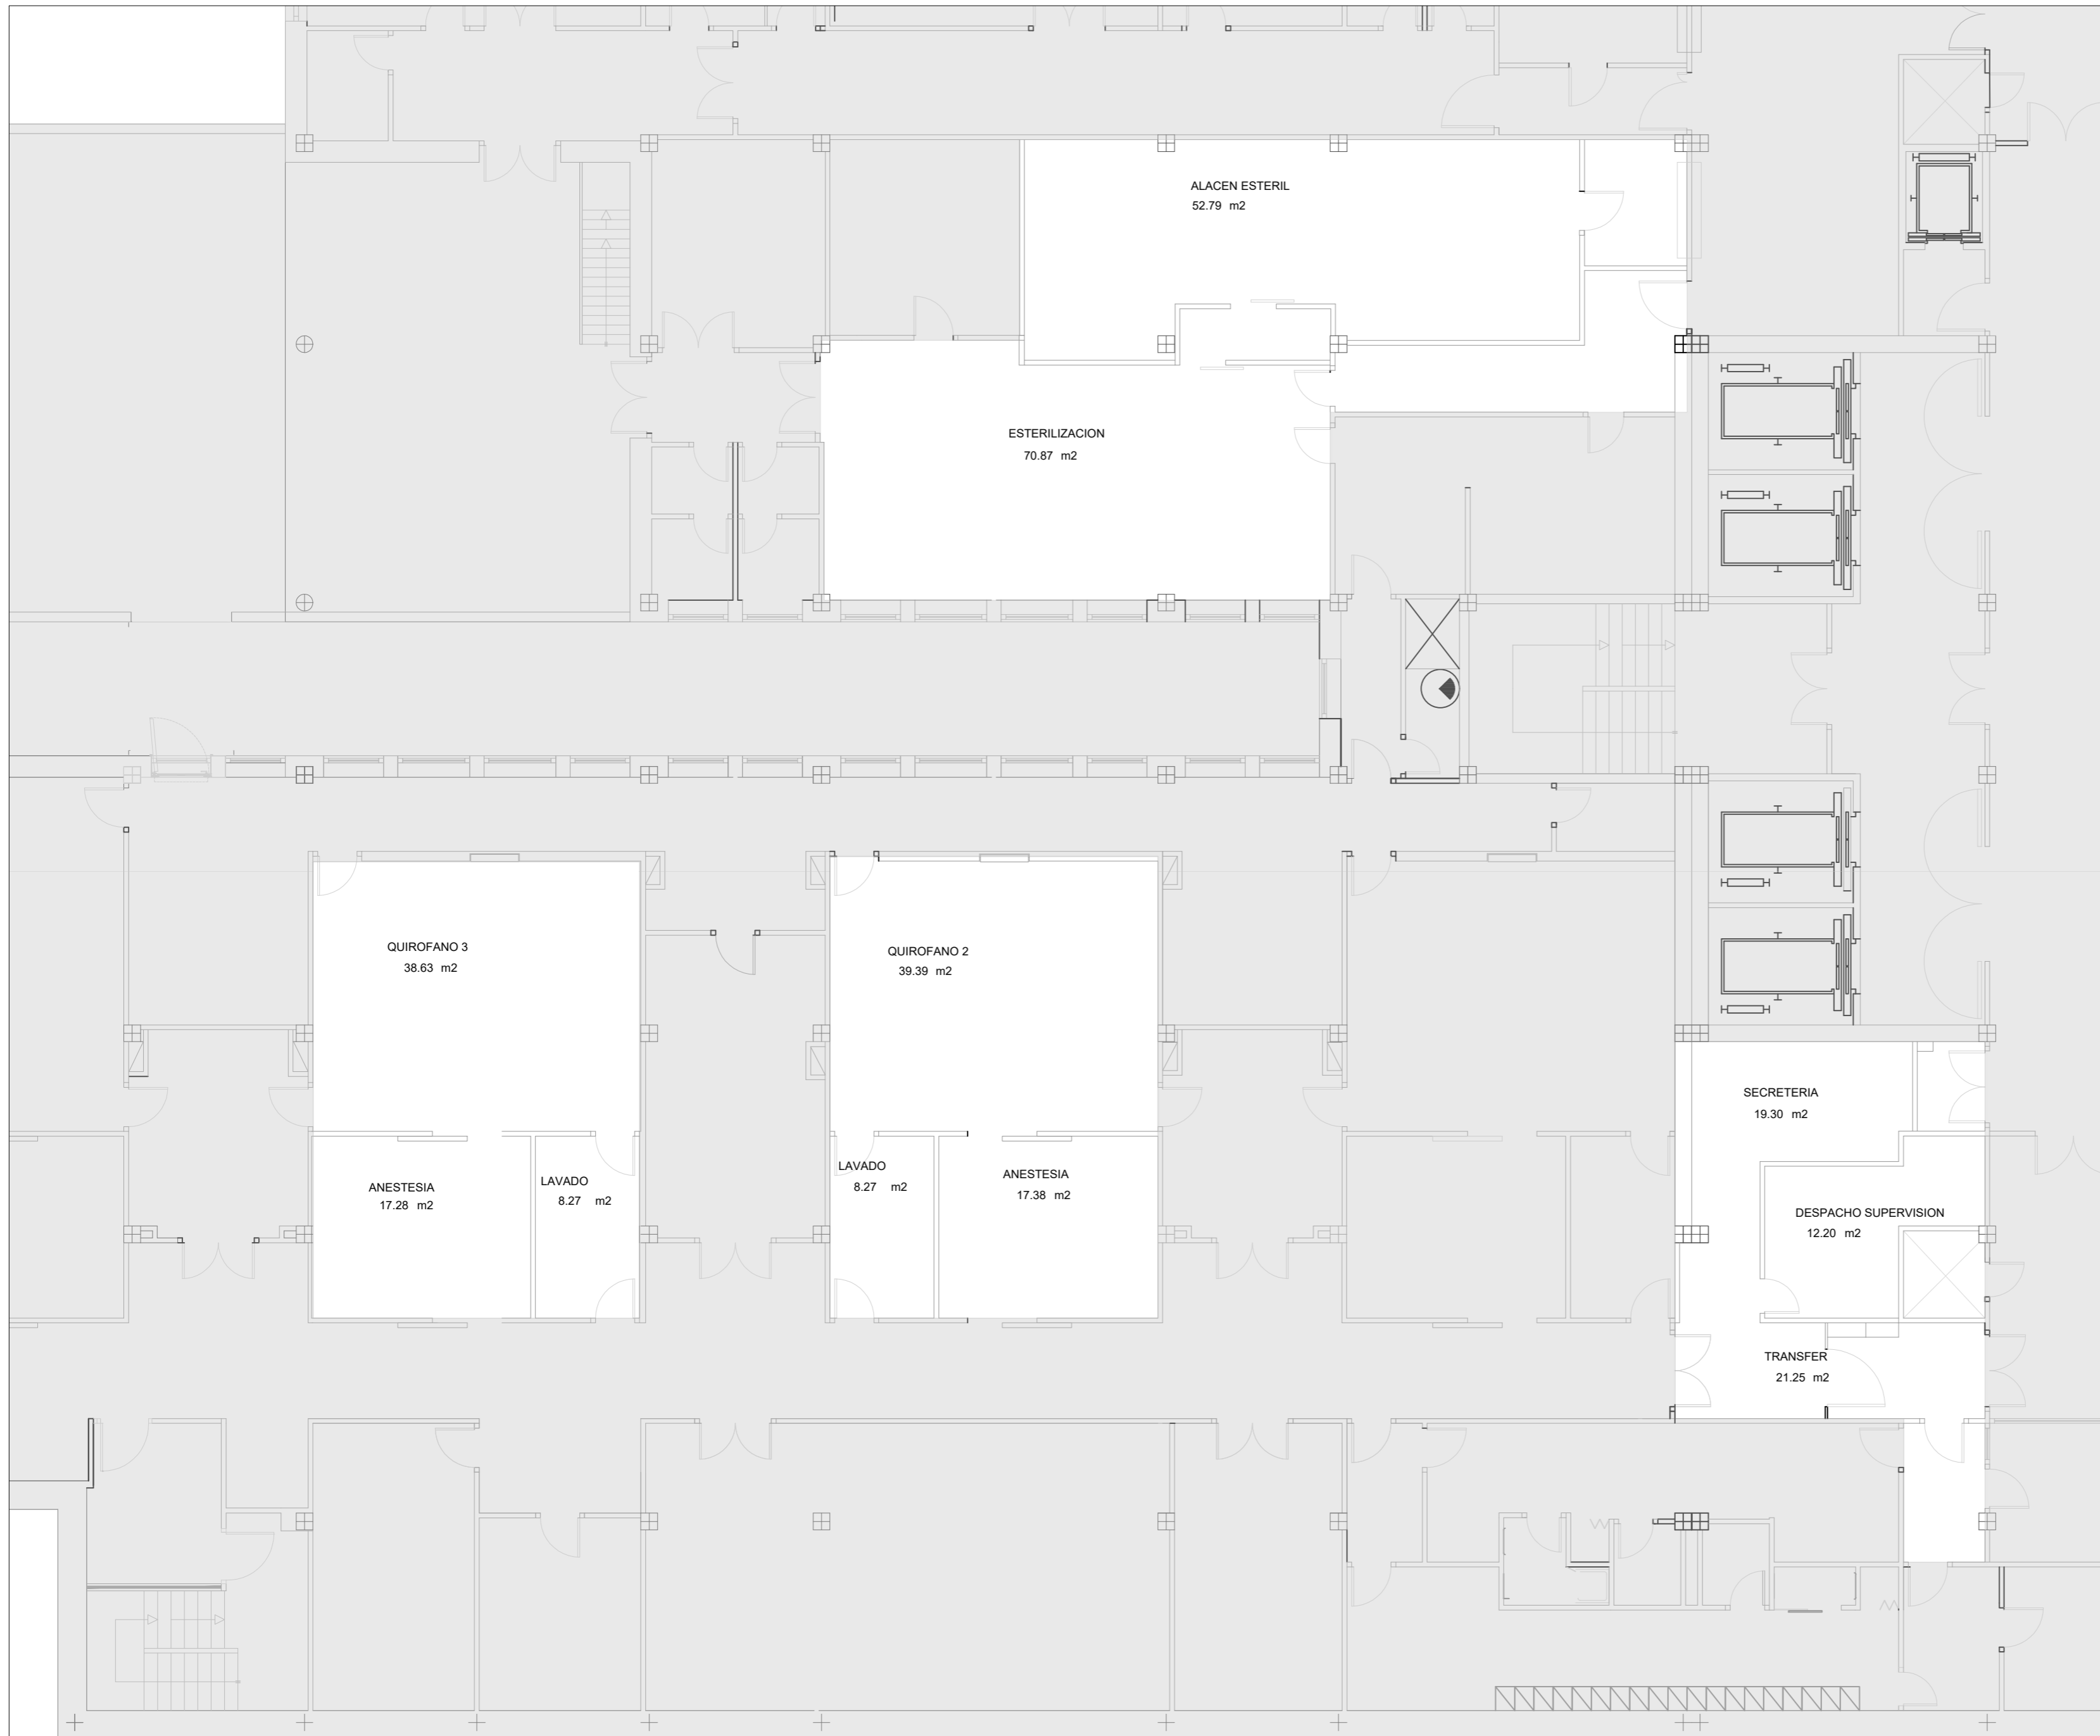 ALACEN ESTERIL
52.79 m2
ESTERILIZACION
70.87 m2
QUIROFANO 3
38.63 m2
QUIROFANO 2
39.39 m2
SECRETERIA
19.30 m2
LAVADO
8.27 m2
ANESTESIA
17.38 m2
ANESTESIA
17.28 m2
LAVADO
8.27 m2
DESPACHO SUPERVISION
12.20 m2
TRANSFER
21.25 m2